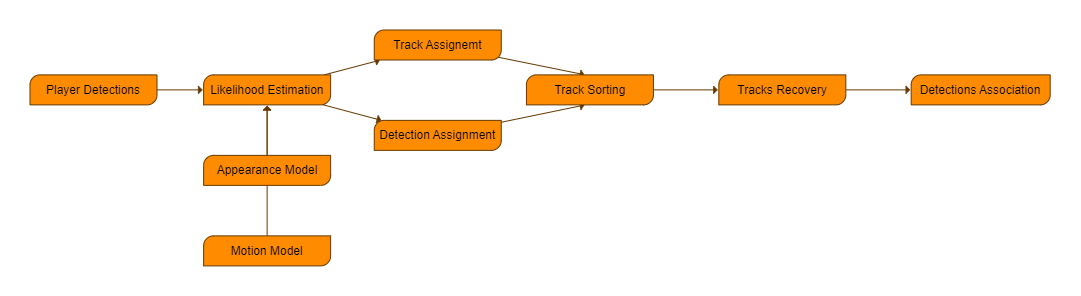 Track Assignemt
Player Detections
Likelihood Estimation
Track Sorting
Tracks Recovery
Detections Association
Detection Assignment
Appearance Model
Motion Model